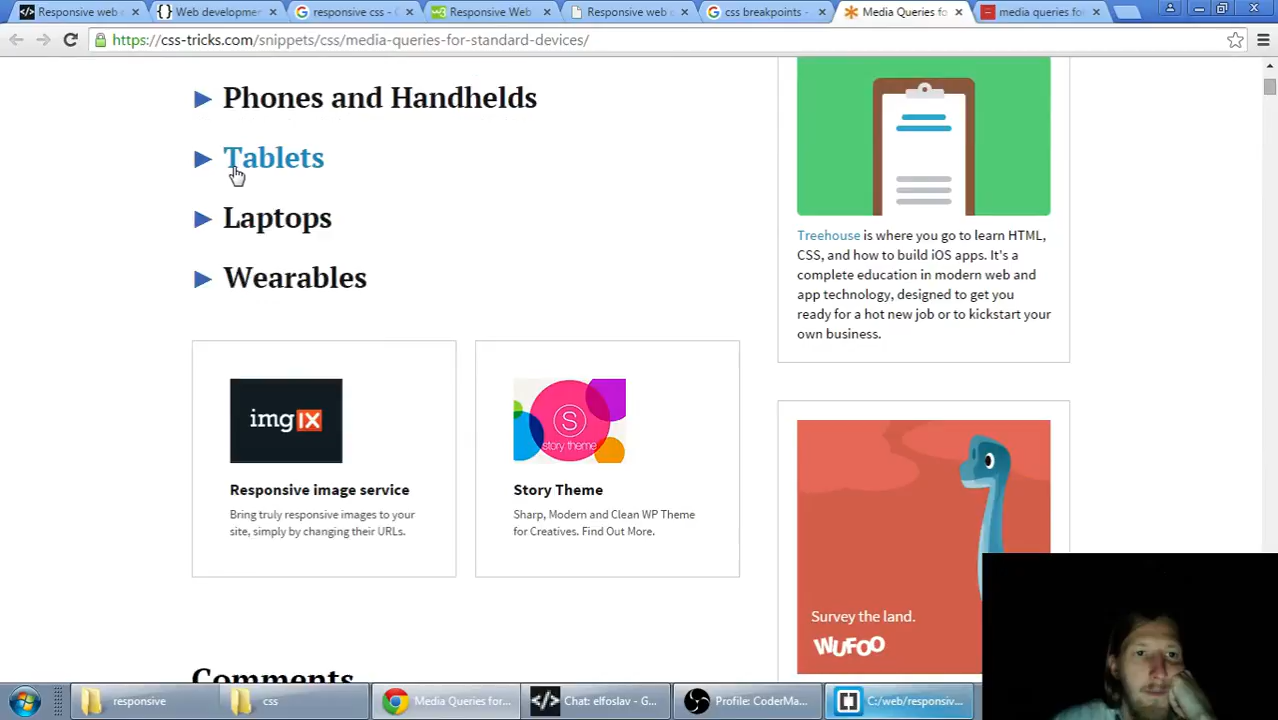 Responsive web d
Web developmen
responsive css - G
Responsive Web
Responsive web d
css breakpoints -
Media Queries fo
media queries for
https://css-tricks.com/snippets/css/media-queries-for-standard-devices/
Phones and Handhelds
Tablets
Laptops
Wearables
imgIX
Responsive image service
Bring truly responsive images to your
site, simply by changing their URLs.
S
story.theme
Story Theme
Sharp, Modern and Clean WP Theme
for Creatives. Find Out More.
Treehouse is where you go to learn HTML,
CSS, and how to build iOS apps. It's a
complete education in modern web and
app technology, designed to get you
ready for a hot new job or to kickstart your
own business.
Survey the land.
WUFOO
Comments
responsive
css
Media Queries for...
Chat: elfoslav - G...
Profile: CoderMa...
C:/web/responsiv...